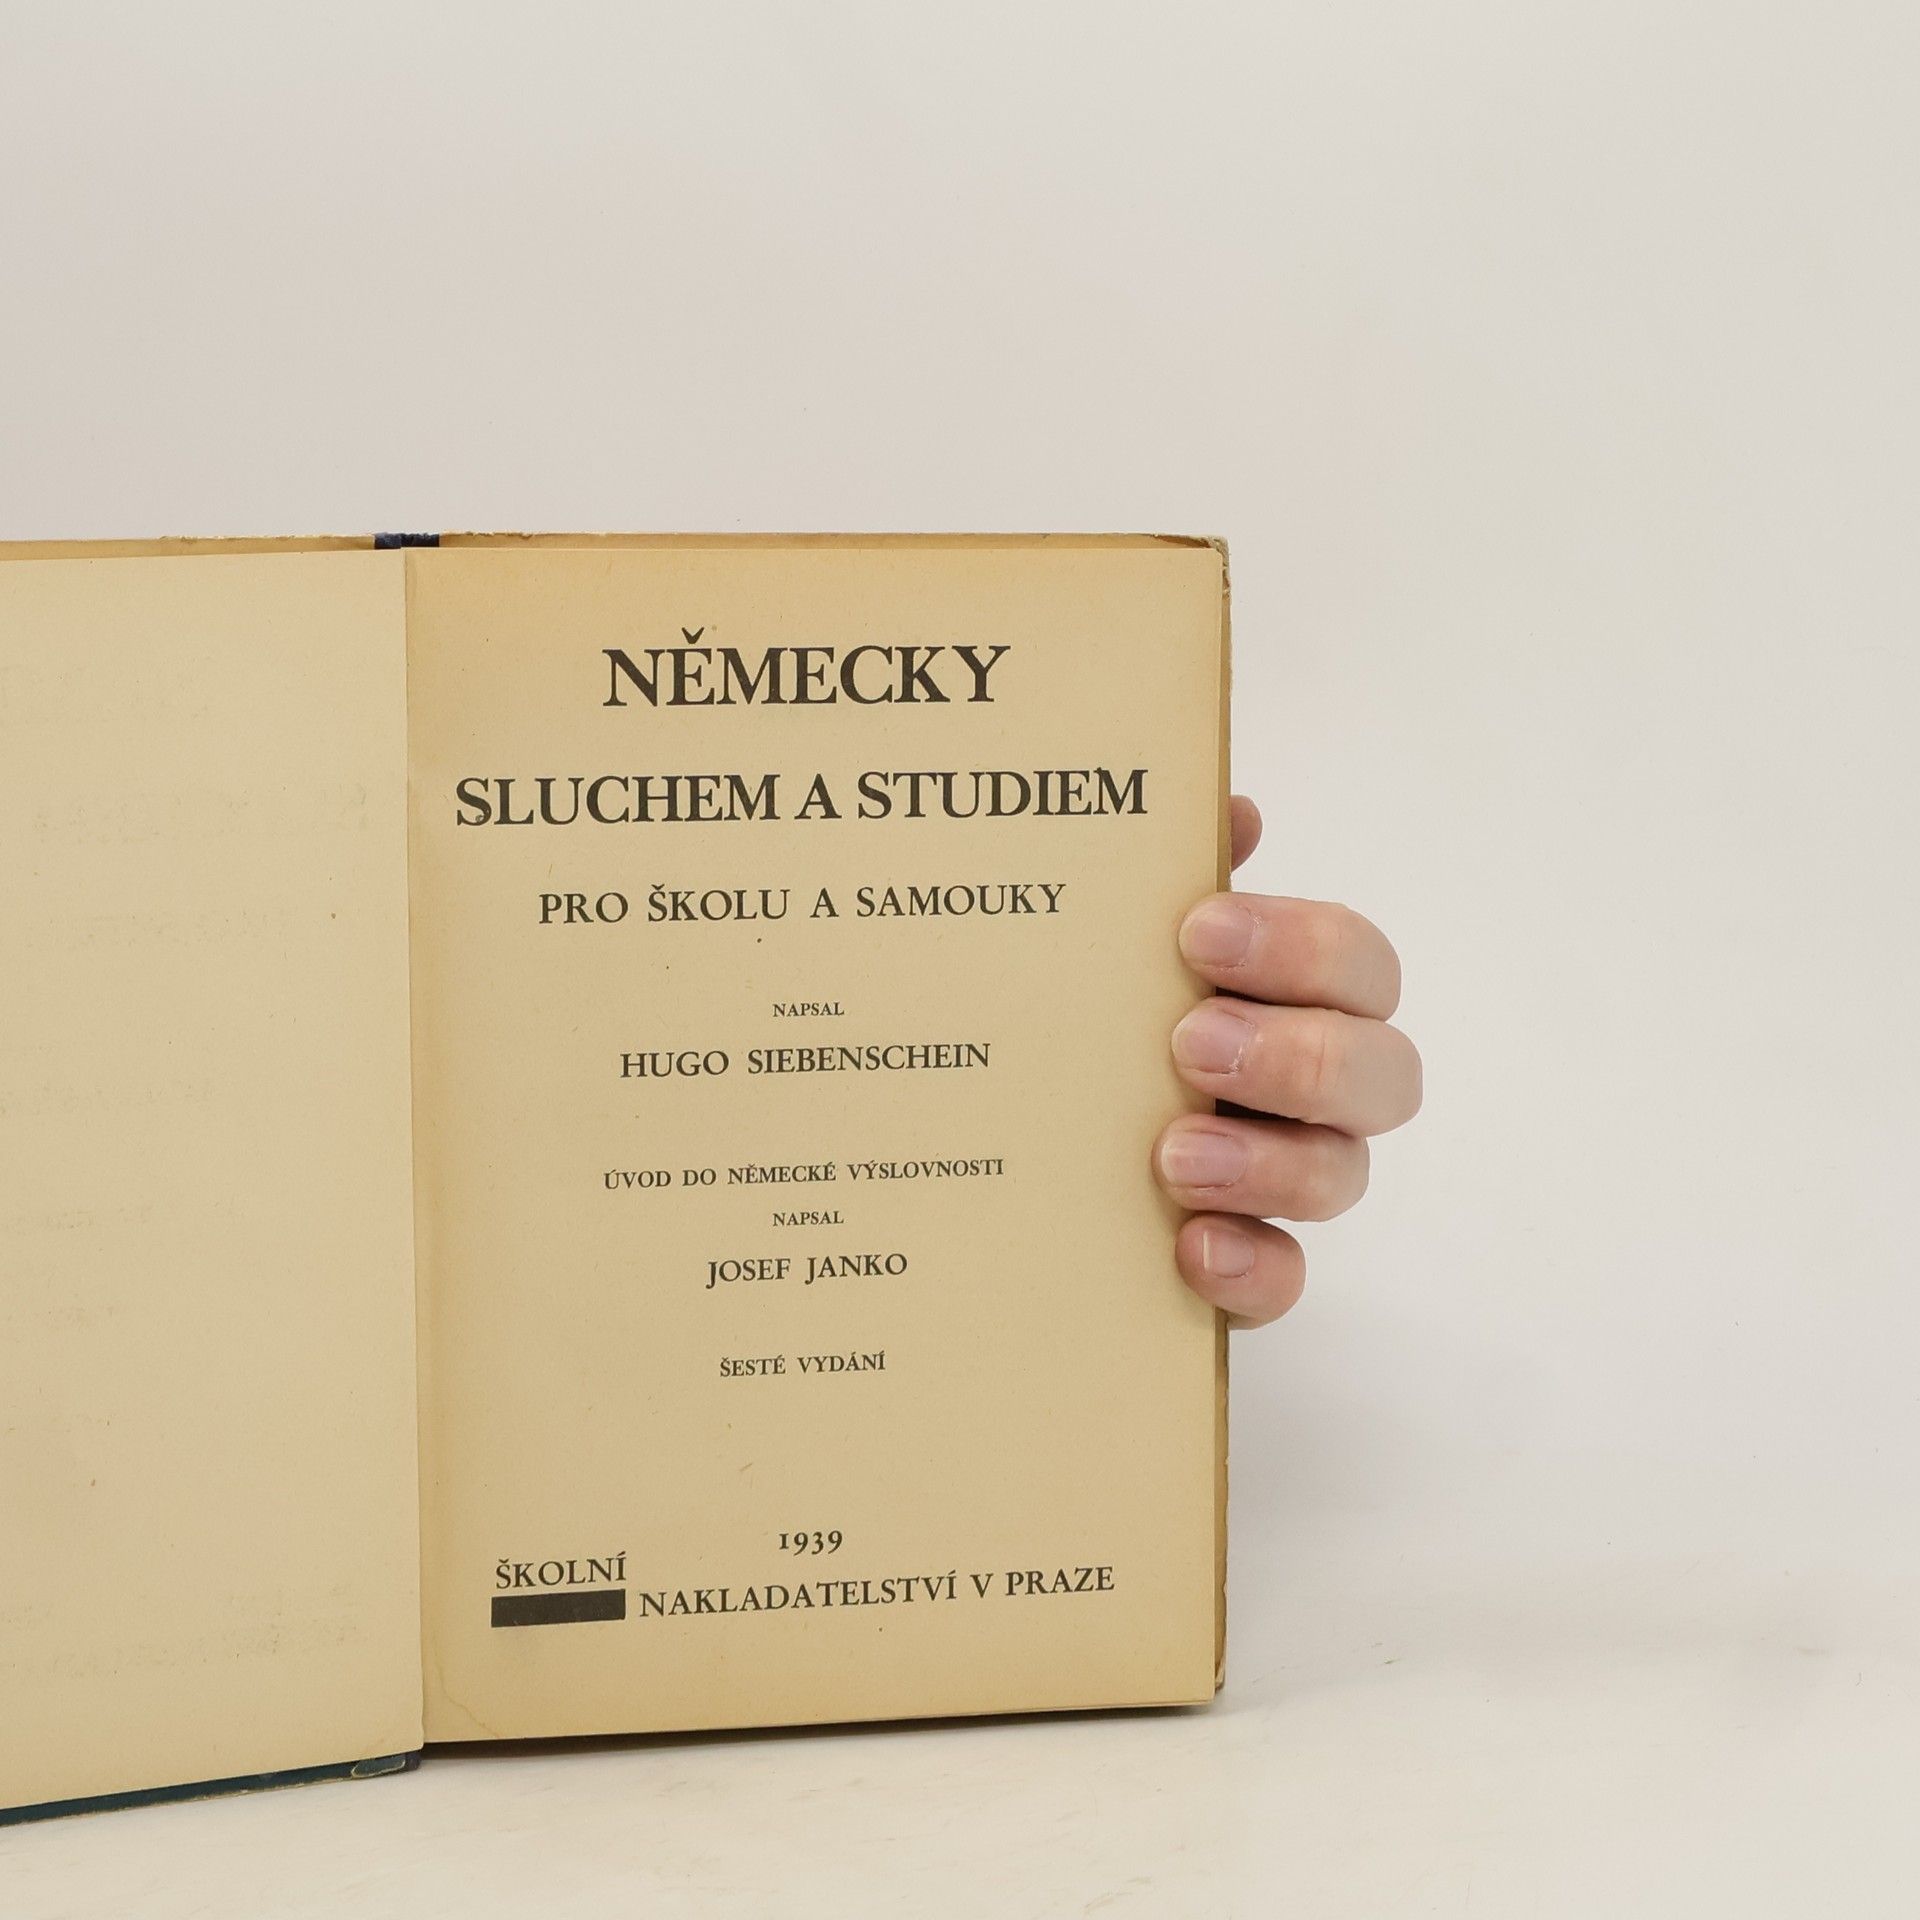 NĚMECKY
SLUCHEM A STUDIEM
PRO ŠKOLU A SAMOUKY
NAPSAL
HUGO SIEBENSCHEIN
ÚVOD DO NĚMECKÉ VÝSLOVNOSTI
NAPSAL
JOSEF JANKO
ŠESTÉ VYDÁNÍ
1939
ŠKOLNÍ
NAKLADATELSTVÍ V PRAZE